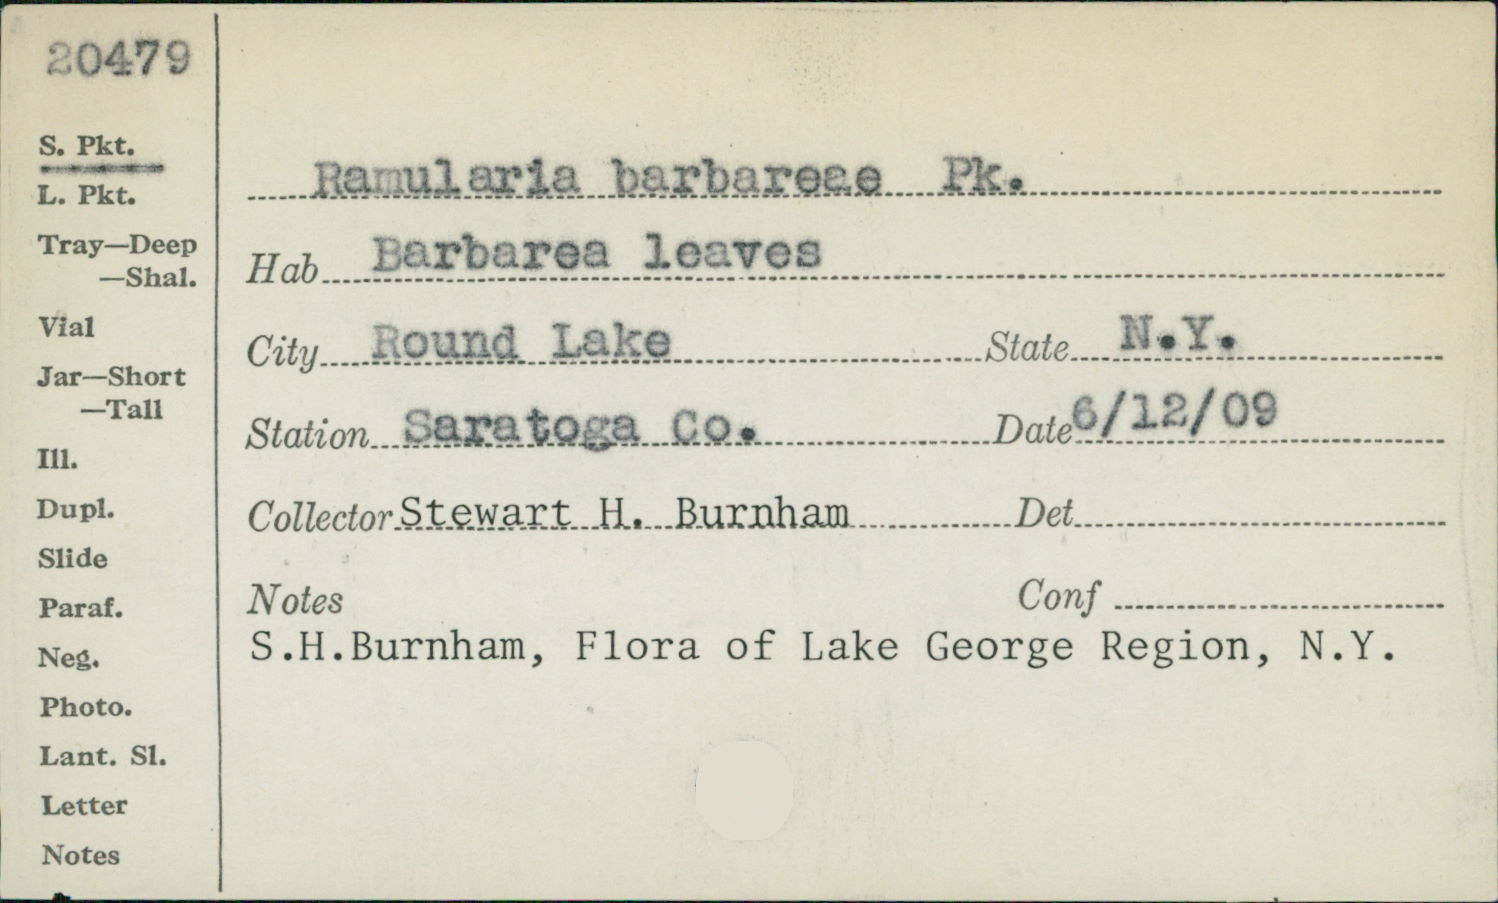 20479
S. Pkt.
L. Pkt.
Tray—Deep
—Shal.
Vial
Jar—Short
—Tall
Ill.
Dupl.
Slide
Paraf.
Neg.
Photo.
Lant. Sl.
Letter
Notes
Ramularia barbareae Pk.
Hab Barbarea leaves
City Round Lake State N.Y.
Station Saratoga Co. Date 6/12/09
Collector Stewart H. Burnham Det
Notes Conf
S.H.Burnham, Flora of Lake George Region, N.Y.